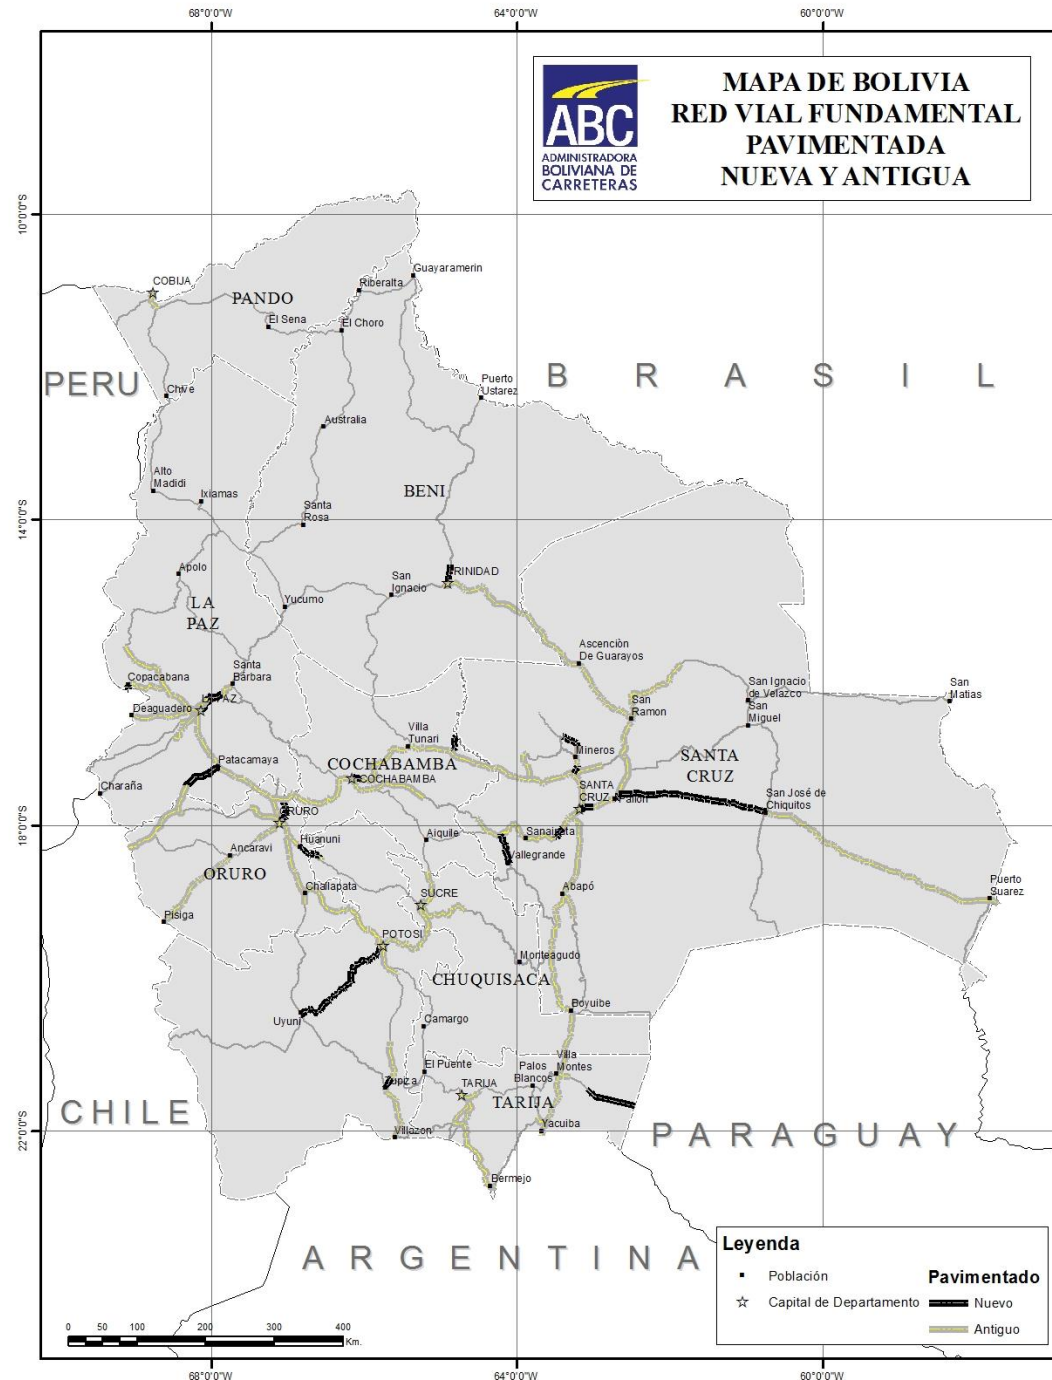 68°0'0"W
64°0'0"W
60°0'0"W
ABC
ADMINISTRADORA
BOLIVIANA DE
CARRETERAS
MAPA DE BOLIVIA
RED VIAL FUNDAMENTAL
PAVIMENTADA
NUEVA Y ANTIGUA
10°0'0"S
14°0'0"S
18°0'0"S
22°0'0"S
Guayaramerin
COBIJA
Riberalta
PANDO
El Sena
El Choro
PERU
BRASIL
Chive
Puerto
Ustarez
Australia
Alto
Madidi
Ixiamas
BENI
Santa
Rosa
Apolo
San
Ignacio
RINIDAD
LA
PAZ
Yucumo
Ascención
De Guarayos
Copacabana
Santa
Bárbara
San Ignacio
de Velazco
San
Matias
Deaguadero
San
Ramon
San
Miguel
Villa
Tunari
Patacamaya
COCHABAMBA
COCHABAMBA
Mineros
SANTA
CRUZ
Charaña
SANTA
CRUZ
Pailon
San José de
Chiquitos
ORURO
Huanuni
Aiquile
Samaipata
Ancaravi
Vallegrande
ORURO
Challapata
SUCRE
Abapó
Puerto
Suarez
Pisiga
POTOSI
Monteagudo
CHUQUISACA
Uyuni
Camargo
Boyuibe
El Puente
Palos
Blancos
Villa
Montes
Tupiza
TARIJA
TARIJA
CHILE
Villazon
Yacuiba
PARAGUAY
Bermejo
ARGENTINA
Leyenda
Población
Capital de Departamento
Pavimentado
Nuevo
Antiguo
0 50 100 200 300 400
Km.
68°0'0"W
64°0'0"W
60°0'0"W